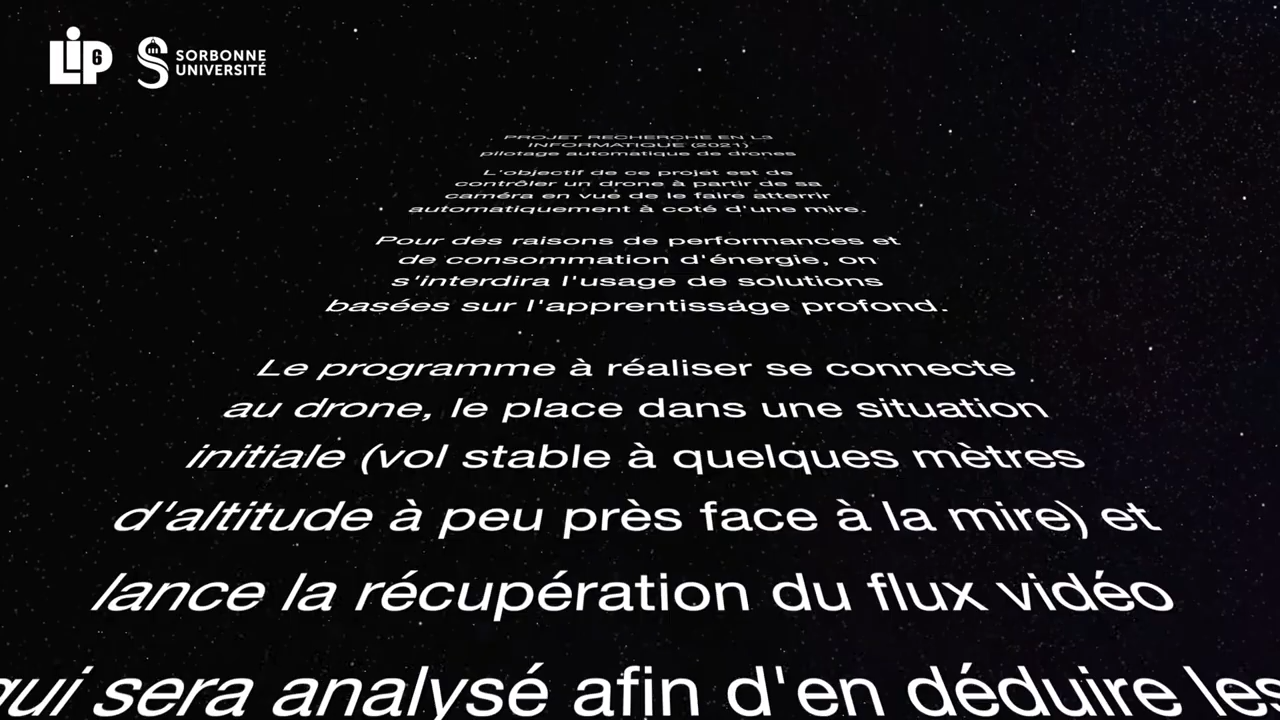 LiP6
SORBONNE
UNIVERSITÉ
PROJET RECHERCHE EN L3
INFORMATIQUE (2021)
pilotage automatique de drones
L'objectif de ce projet est de
contrôler un drone à partir de sa
caméra en vue de le faire atterrir
automatiquement à coté d'une mire.
Pour des raisons de performances et
de consommation d'énergie, on
s'interdira l'usage de solutions
basées sur l'apprentissage profond.
Le programme à réaliser se connecte
au drone, le place dans une situation
initiale (vol stable à quelques mètres
d'altitude à peu près face à la mire) et
lance la récupération du flux vidéo
qui sera analysé afin d'en déduire les